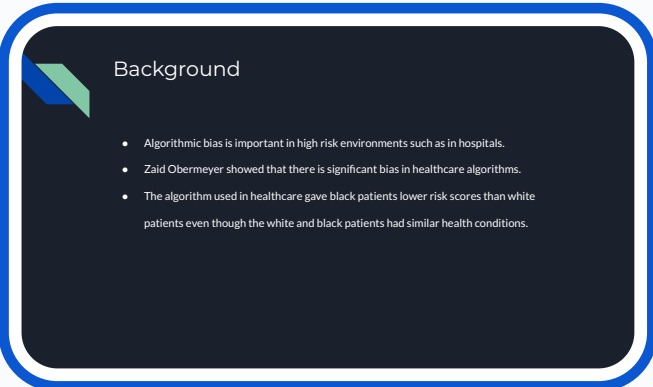 Background
● Algorithmic bias is important in high risk environments such as in hospitals.
● Zaid Obermeyer showed that there is significant bias in healthcare algorithms.
● The algorithm used in healthcare gave black patients lower risk scores than white
patients even though the white and black patients had similar health conditions.